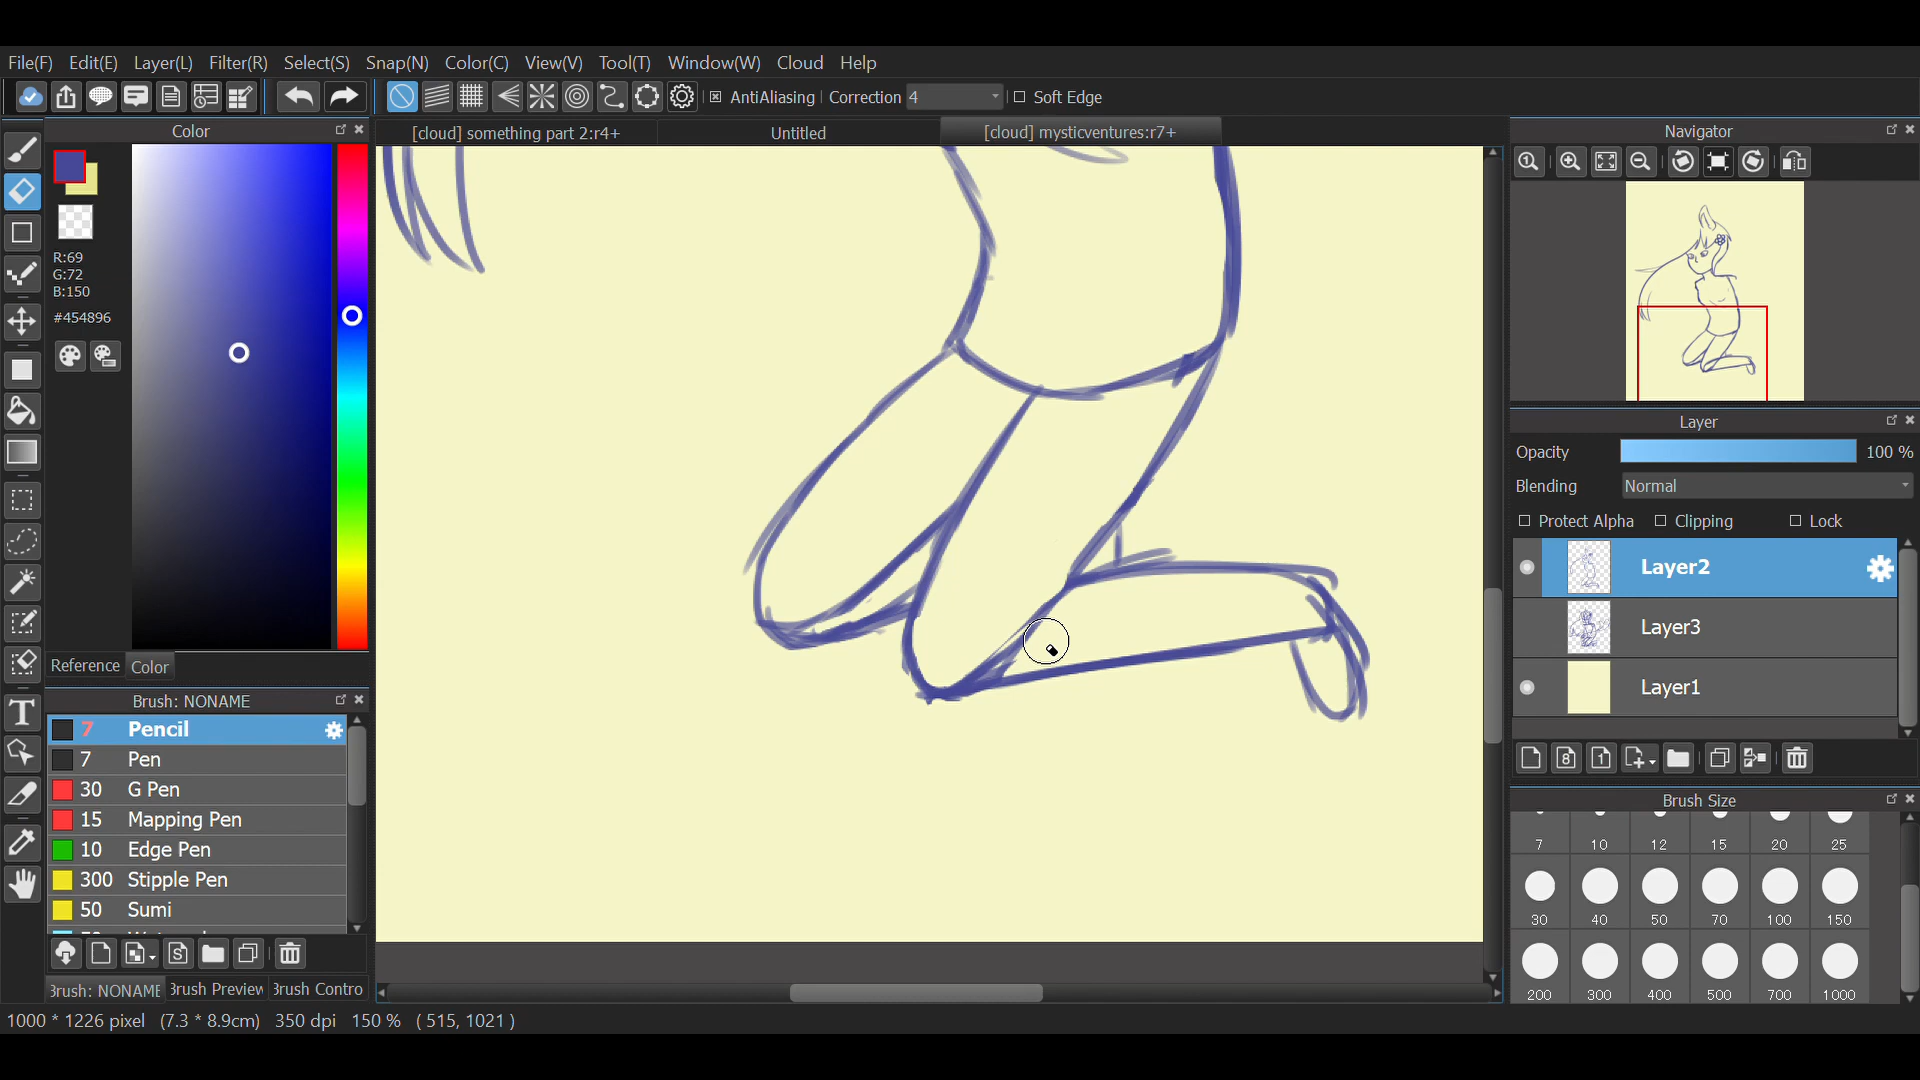 File(F) Edit(E) Layer(L) Filter(R) Select(S) Snap(N) Color(C) View(V) Tool(T) Window(W) Cloud Help
AntiAliasing Correction 4 Soft Edge
Color
[cloud] something part 2:r4+ Untitled [cloud] mysticventures:r7+
Navigator
R:69
G:72
B:150
#454896
Reference Color
Layer
Opacity 100 %
Blending Normal
Protect Alpha Clipping Lock
Layer2
Layer3
Layer1
Brush: NONAME
7 Pencil
7 Pen
30 G Pen
15 Mapping Pen
10 Edge Pen
300 Stipple Pen
50 Sumi
Brush Size
7 10 12 15 20 25
30 40 50 70 100 150
200 300 400 500 700 1000
Brush: NONAME Brush Preview Brush Contro
1000 * 1226 pixel (7.3 * 8.9cm) 350 dpi 150 % ( 515, 1021 )